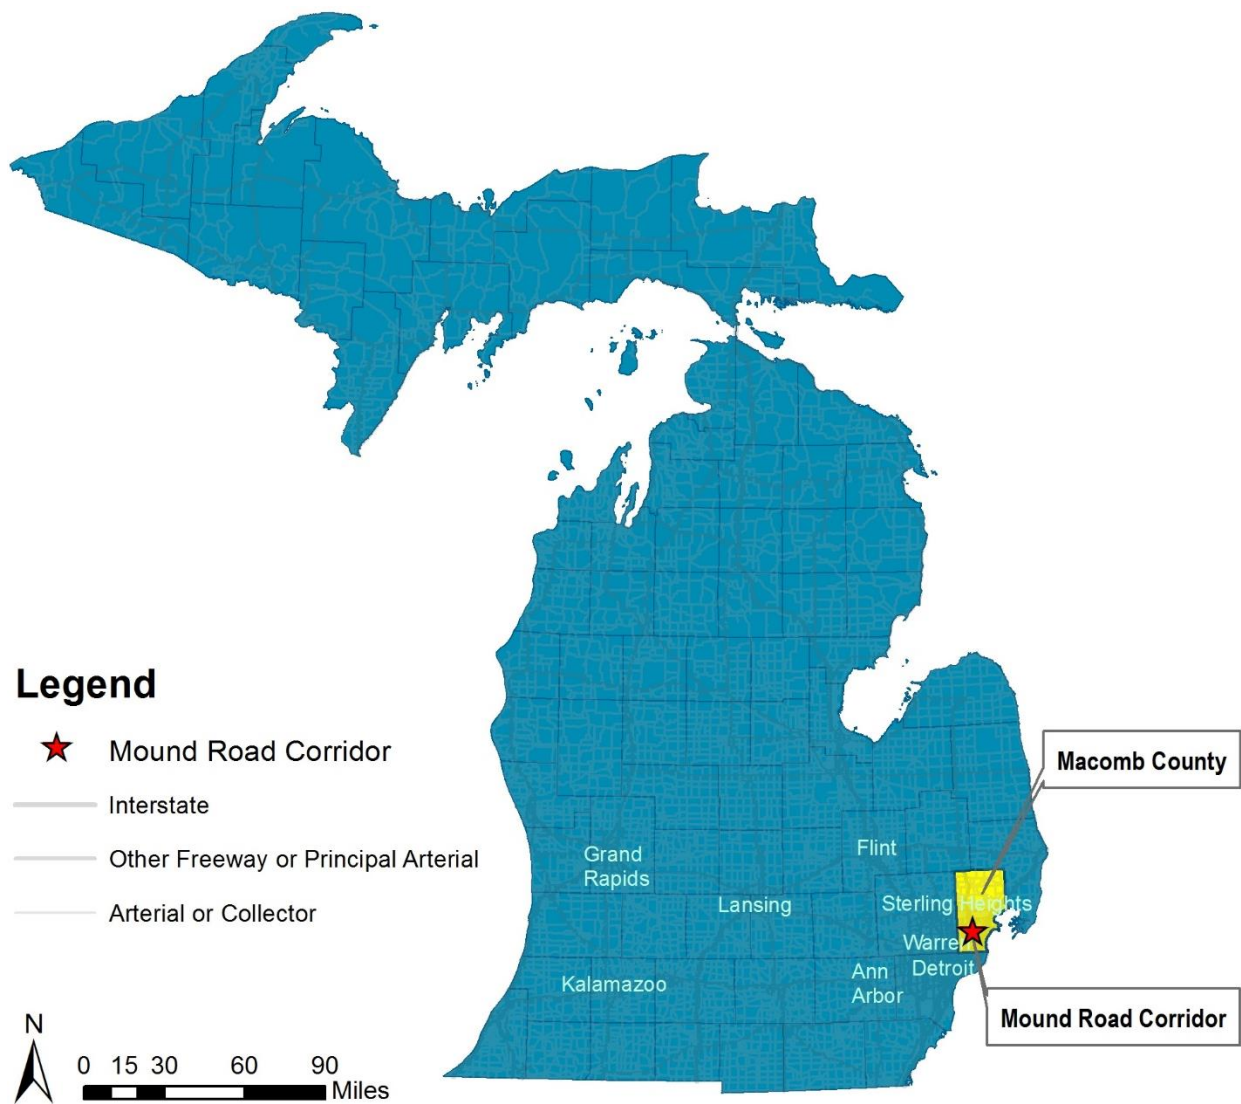 Legend
Mound Road Corridor
Interstate
Other Freeway or Principal Arterial
Arterial or Collector
N
0 15 30 60 90
Miles
Grand
Rapids
Flint
Lansing
Sterling Heights
Warren
Detroit
Ann
Arbor
Kalamazoo
Macomb County
Mound Road Corridor